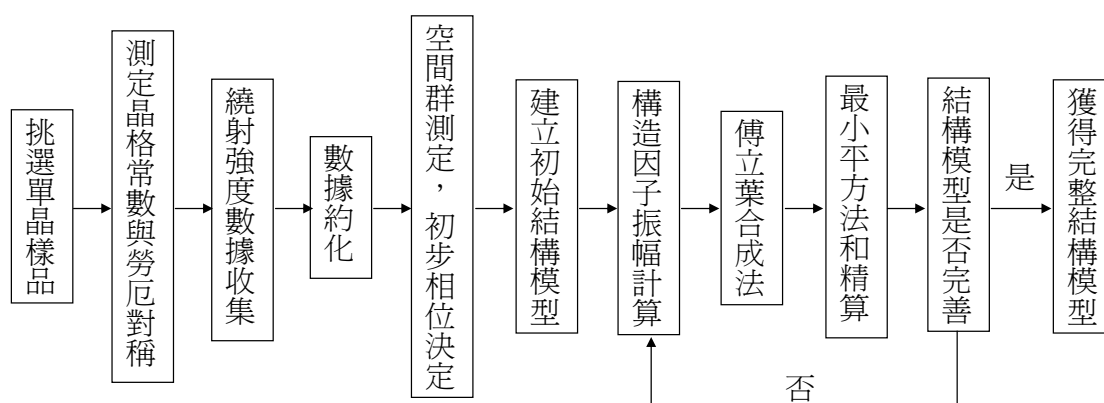 挑選單晶樣品
測定晶格常數與勞厄對稱
繞射強度數據收集
數據約化
空間群測定，初步相位決定
建立初始結構模型
構造因子振幅計算
傅立葉合成法
最小平方法和精算
結構模型是否完善
是
獲得完整結構模型
否